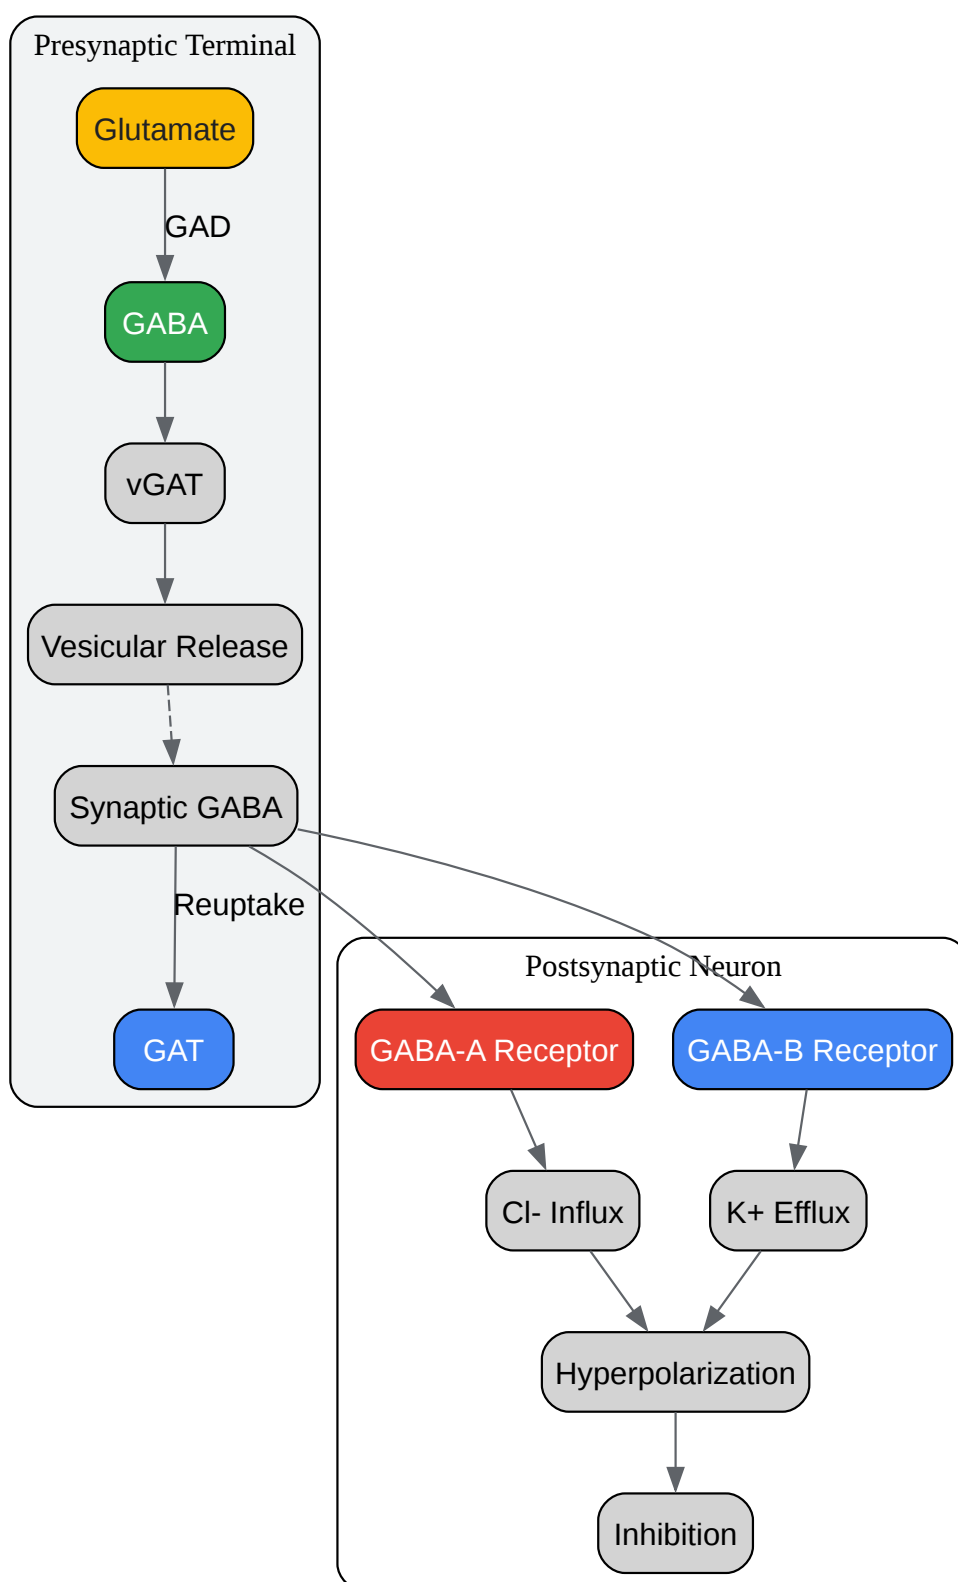 Presynaptic Terminal
Glutamate
GAD
GABA
vGAT
Vesicular Release
Synaptic GABA
Reuptake
GAT
Postsynaptic Neuron
GABA-A Receptor
GABA-B Receptor
Cl- Influx
K+ Efflux
Hyperpolarization
Inhibition